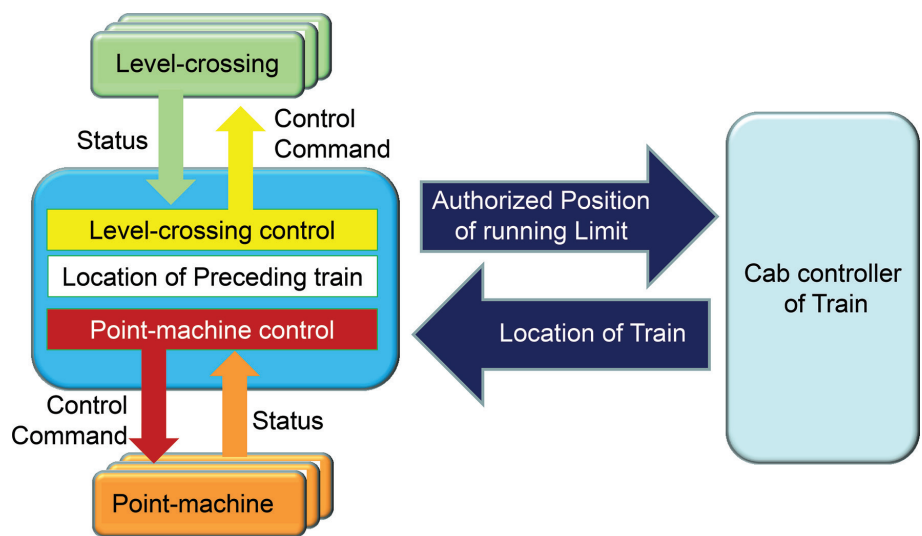 Level-crossing
Status
Control
Command
Level-crossing control
Location of Preceding train
Point-machine control
Control
Command
Status
Point-machine
Authorized Position
of running Limit
Location of Train
Cab controller
of Train